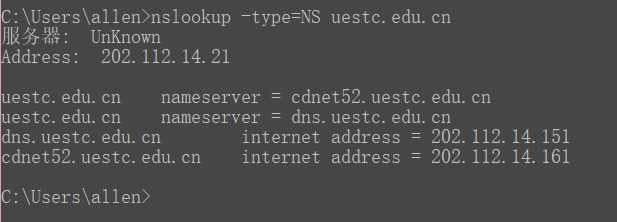 C:\Users\allen>nslookup -type=NS uestc.edu.cn
服务器:  UnKnown
Address:  202.112.14.21
uestc.edu.cn    nameserver = cdnet52.uestc.edu.cn
uestc.edu.cn    nameserver = dns.uestc.edu.cn
dns.uestc.edu.cn        internet address = 202.112.14.151
cdnet52.uestc.edu.cn    internet address = 202.112.14.161
C:\Users\allen>